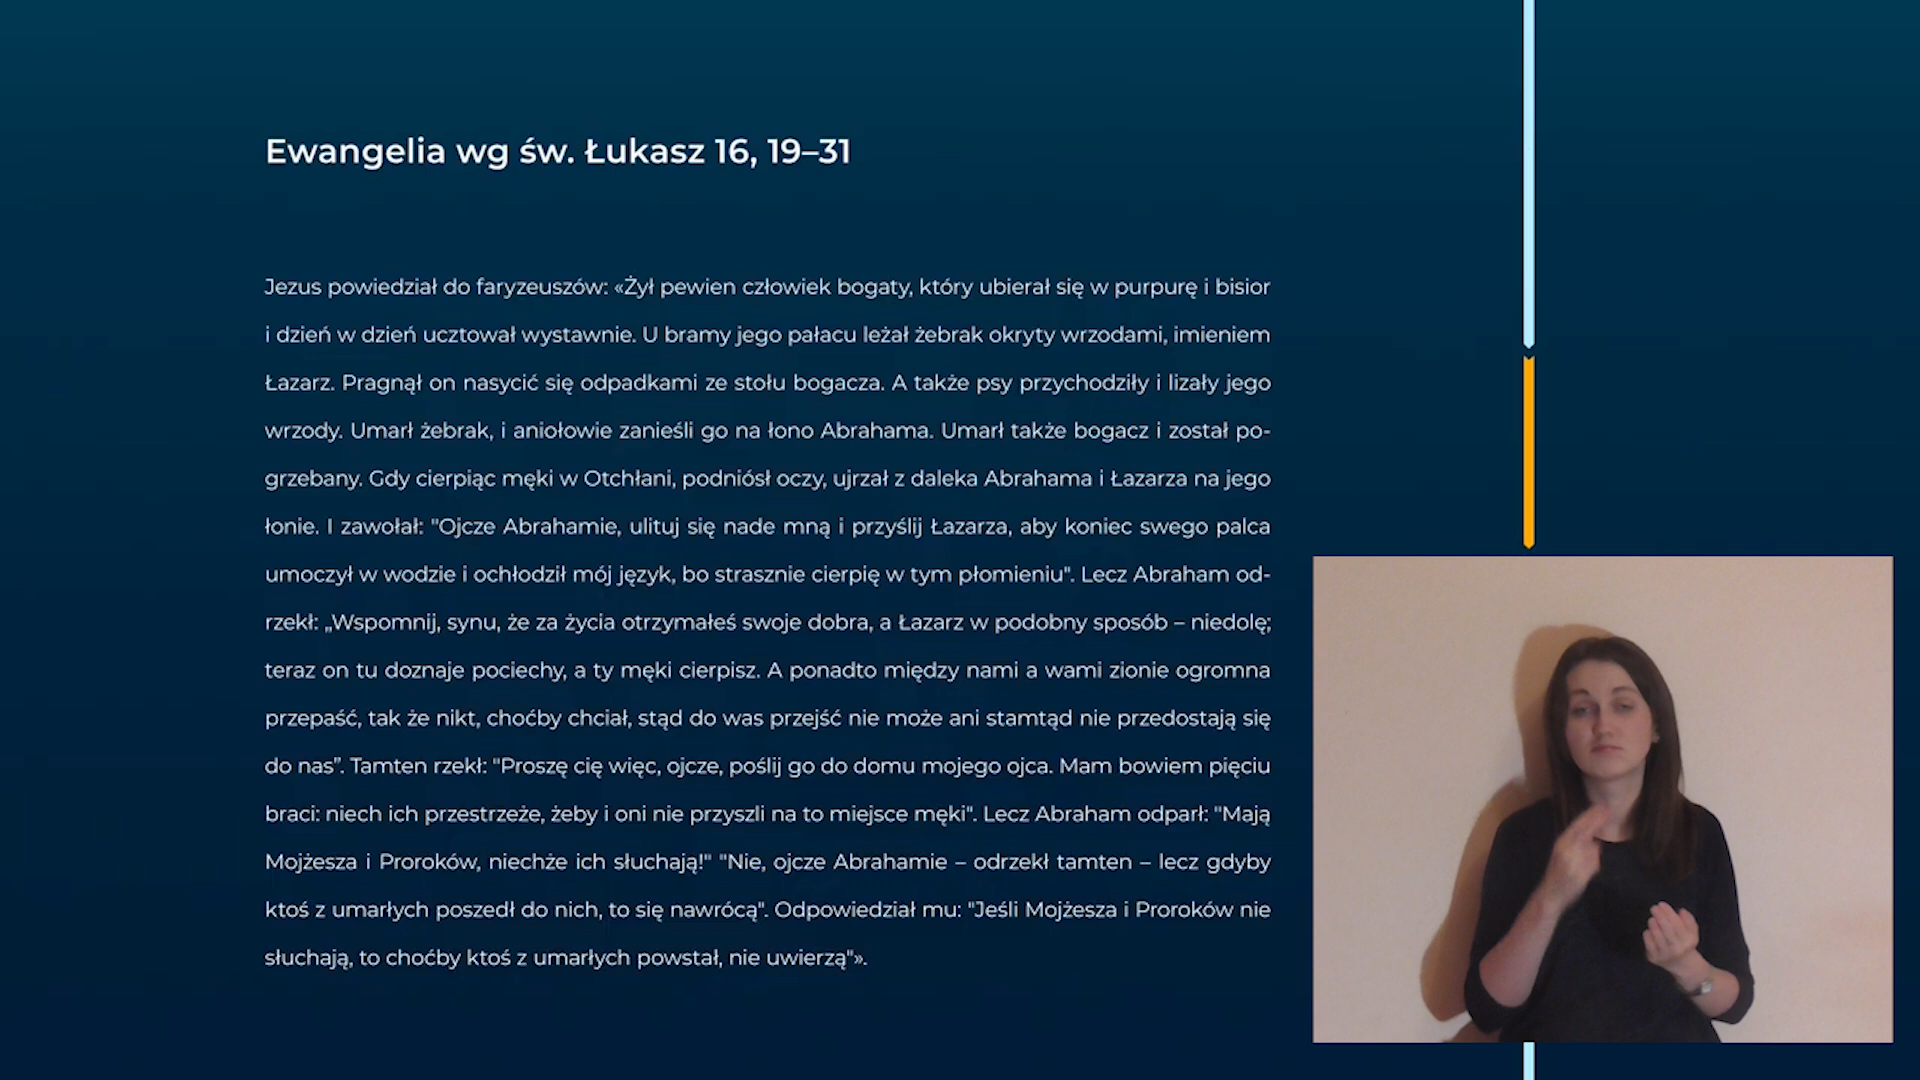 Ewangelia wg św. Łukasz 16, 19–31
Jezus powiedział do faryzeuszów: «Żył pewien człowiek bogaty, który ubierał się w purpurę i bisior
i dzień w dzień ucztował wystawnie. U bramy jego pałacu leżał żebrak okryty wrzodami, imieniem
Łazarz. Pragnął on nasycić się odpadkami ze stołu bogacza. A także psy przychodziły i lizały jego
wrzody. Umarł żebrak, i aniołowie zanieśli go na łono Abrahama. Umarł także bogacz i został po-
grzebany. Gdy cierpiąc męki w Otchłani, podniósł oczy, ujrzał z daleka Abrahama i Łazarza na jego
łonie. I zawołał: "Ojcze Abrahamie, ulituj się nade mną i przyślij Łazarza, aby koniec swego palca
umoczył w wodzie i ochłodził mój język, bo strasznie cierpię w tym płomieniu". Lecz Abraham od-
rzekł: „Wspomnij, synu, że za życia otrzymałeś swoje dobra, a Łazarz w podobny sposób – niedolę;
teraz on tu doznaje pociechy, a ty męki cierpisz. A ponadto między nami a wami zionie ogromna
przepaść, tak że nikt, choćby chciał, stąd do was przejść nie może ani stamtąd nie przedostają się
do nas”. Tamten rzekł: "Proszę cię więc, ojcze, poślij go do domu mojego ojca. Mam bowiem pięciu
braci: niech ich przestrzeże, żeby i oni nie przyszli na to miejsce męki". Lecz Abraham odparł: "Mają
Mojżesza i Proroków, niechże ich słuchają!" "Nie, ojcze Abrahamie – odrzekł tamten – lecz gdyby
ktoś z umarłych poszedł do nich, to się nawrócą". Odpowiedział mu: "Jeśli Mojżesza i Proroków nie
słuchają, to choćby ktoś z umarłych powstał, nie uwierzą"».